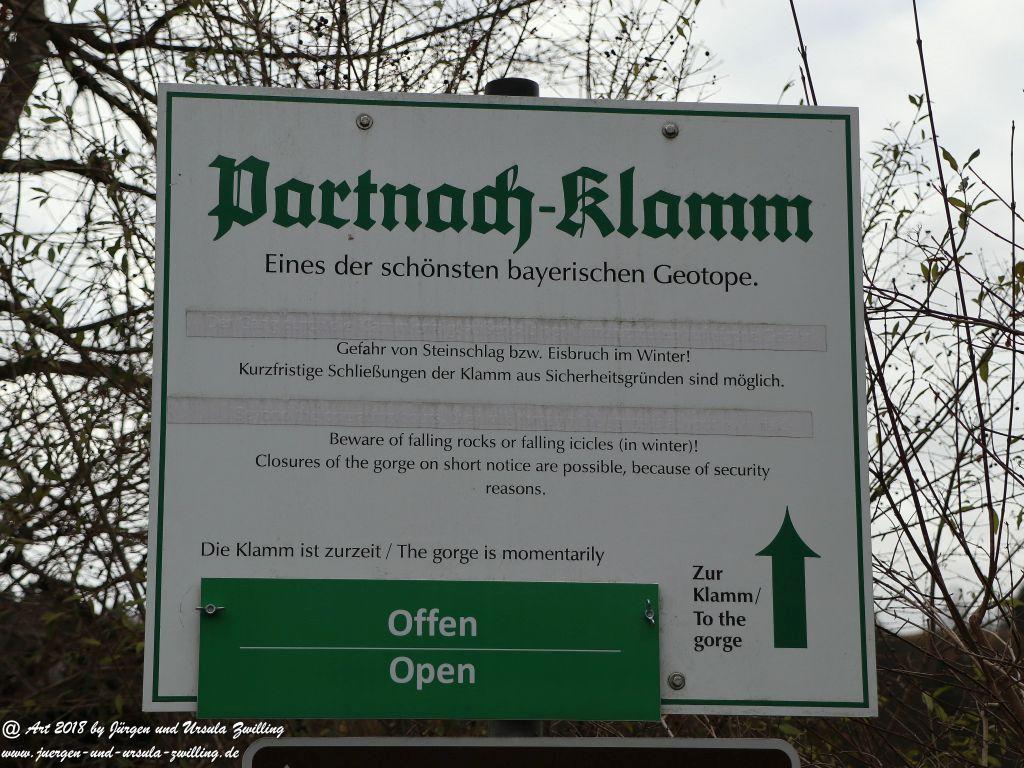 Partnach-Klamm
Eines der schönsten bayerischen Geotope.
Gefahr von Steinschlag bzw. Eisbruch im Winter!
Kurzfristige Schließungen der Klamm aus Sicherheitsgründen sind möglich.
Beware of falling rocks or falling icicles (in winter)!
Closures of the gorge on short notice are possible, because of security
reasons.
Die Klamm ist zurzeit / The gorge is momentarily
Offen
Open
Zur
Klamm/
To the
gorge
@ Art 2018 by Jürgen und Ursula Zwilling
www.juergen-und-ursula-zwilling.de